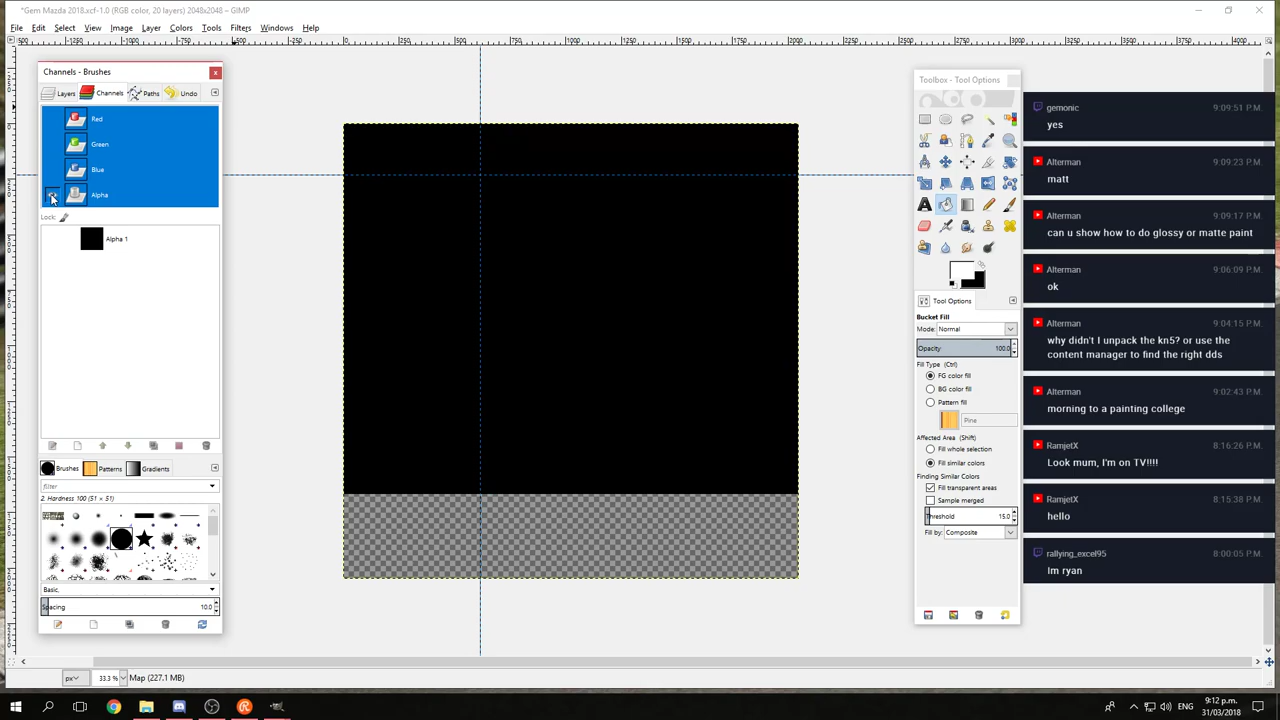 *Gem Mazda 2018.xcf-1.0 (RGB color, 20 layers) 2048x2048 – GIMP
File Edit Select View Image Layer Colors Tools Filters Windows Help
Channels - Brushes
Layers Channels Paths Undo
Red
Green
Blue
Alpha
Lock:
Alpha 1
Brushes Patterns Gradients
filter
2. Hardness 100 (51 × 51)
Basic,
Spacing 10.0
px 33.3 % Map (227.1 MB)
Toolbox - Tool Options
Tool Options
Bucket Fill
Mode: Normal
Opacity 100.0
Fill Type (Ctrl)
FG color fill
BG color fill
Pattern fill
Pine
Affected Area (Shift)
Fill whole selection
Fill similar colors
Finding Similar Colors
Fill transparent areas
Sample merged
Threshold 15.0
Fill by: Composite
gemonic 9:09:51 P.M.
yes
Alterman 9:09:23 P.M.
matt
Alterman 9:09:17 P.M.
can u show how to do glossy or matte paint
Alterman 9:06:09 P.M.
ok
Alterman 9:04:15 P.M.
why didn't I unpack the kn5? or use the
content manager to find the right dds
Alterman 9:02:43 P.M.
morning to a painting college
RamjetX 8:16:26 P.M.
Look mum, I'm on TV!!!!
RamjetX 8:15:38 P.M.
hello
rallying_excel95 8:00:05 P.M.
Im ryan
ENG
9:12 p.m.
31/03/2018